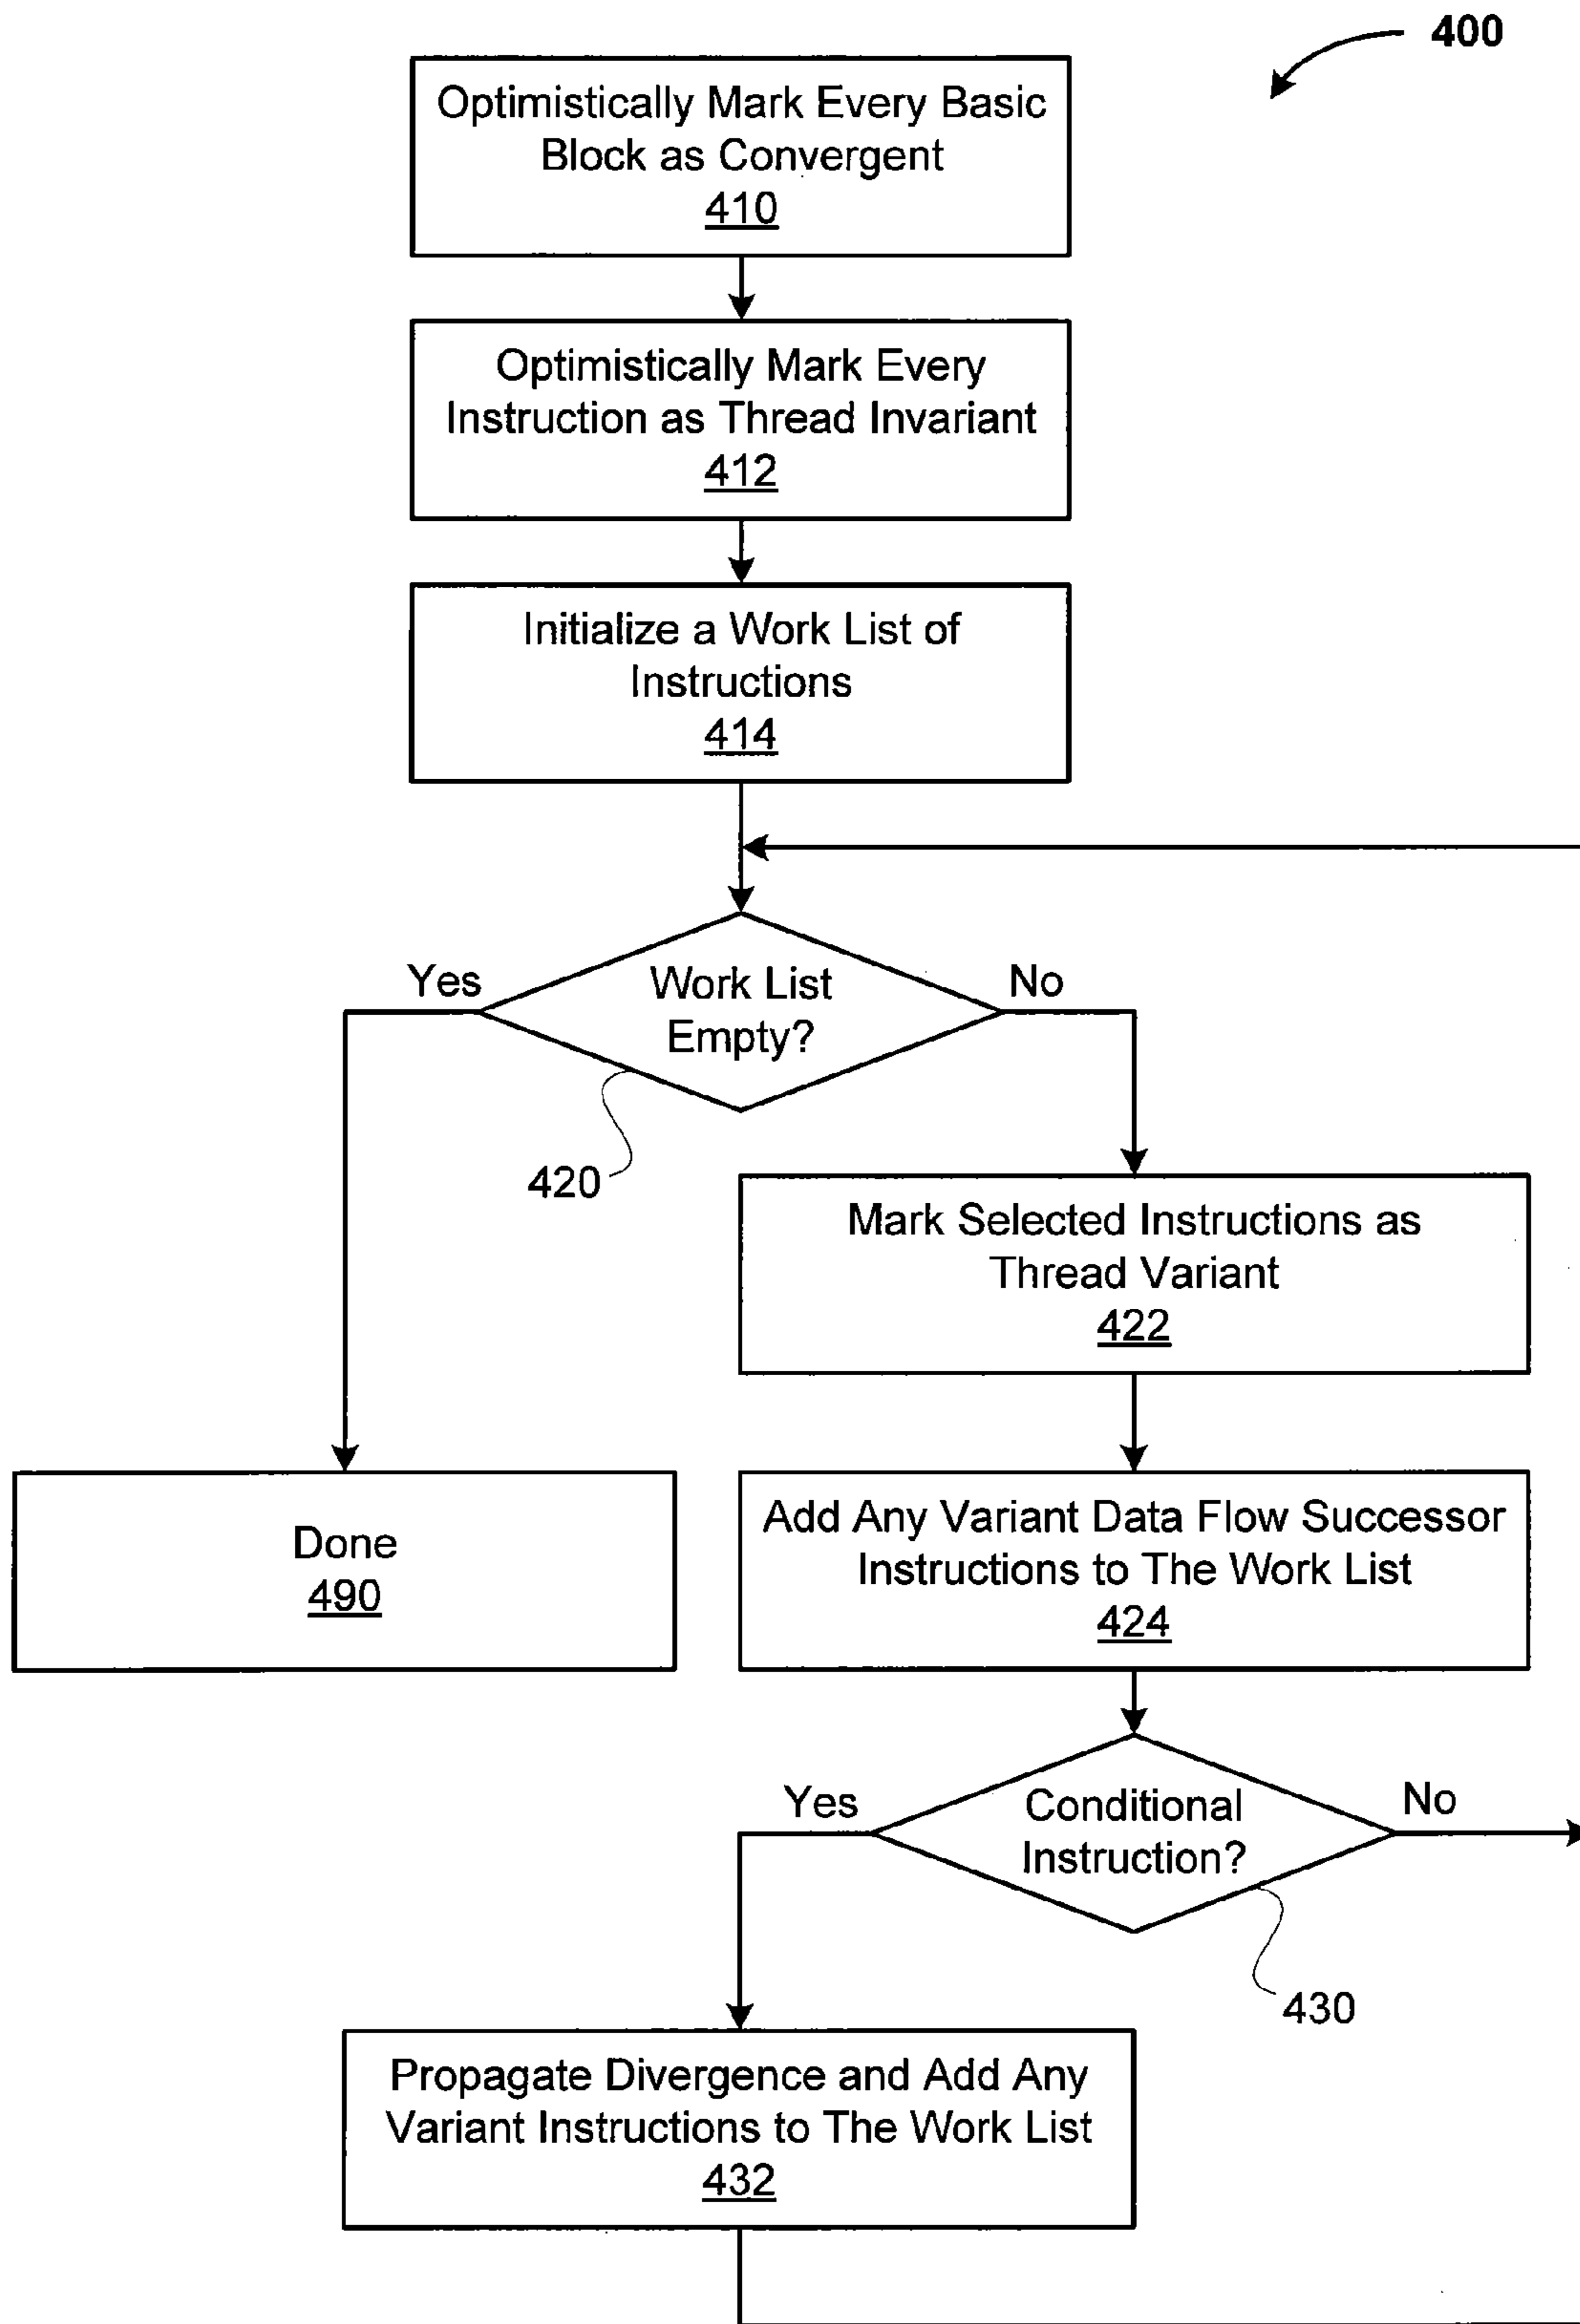 400
Optimistically Mark Every Basic
Block as Convergent
410
Optimistically Mark Every
Instruction as Thread Invariant
412
Initialize a Work List of
Instructions
414
Yes
Work List
Empty?
No
420
Mark Selected Instructions as
Thread Variant
422
Done
490
Add Any Variant Data Flow Successor
Instructions to The Work List
424
Yes
Conditional
Instruction?
No
430
Propagate Divergence and Add Any
Variant Instructions to The Work List
432